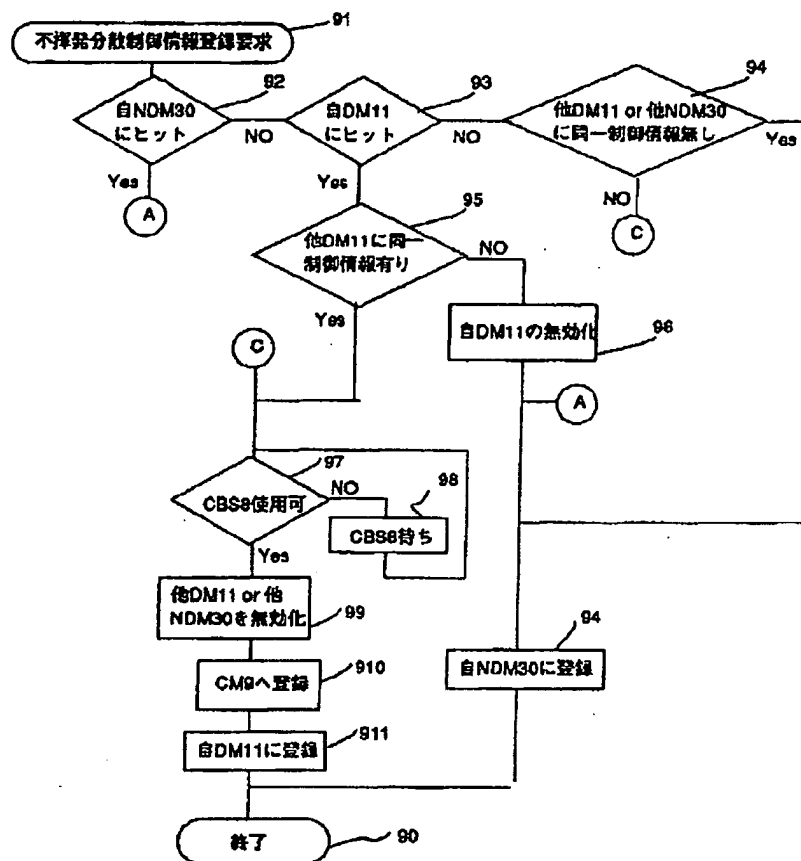 91
不揮発分散制御情報登録要求
92
自NDM30
にヒット
NO
Yes
A
93
自DM11
にヒット
NO
Yes
94
他DM11 or 他NDM30
に同一制御情報無し
Yes
NO
C
95
他DM11に同一
制御情報有り
NO
Yes
自DM11の無効化
96
C
A
97
CBS8使用可
NO
98
CBS8待ち
Yes
他DM11 or 他
NDM30を無効化
99
94
自NDM30に登録
CM9へ登録
910
自DM11に登録
911
終了
90